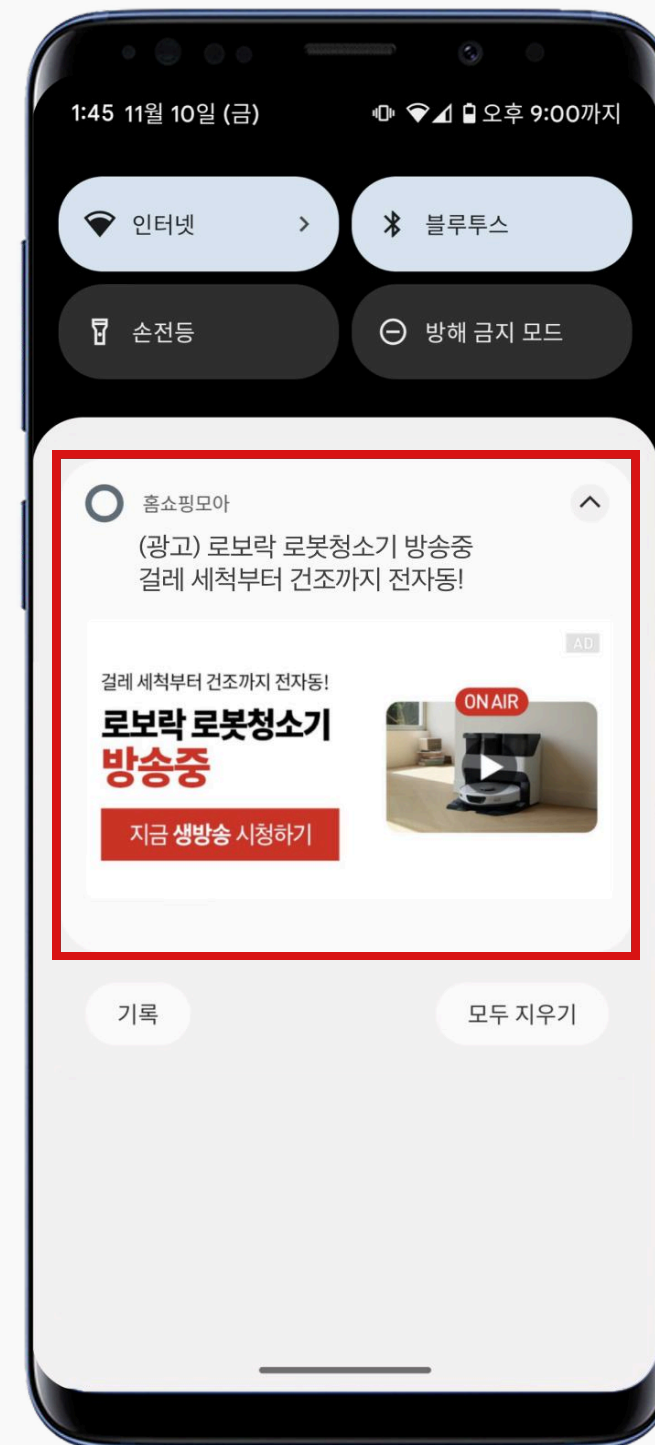 1:45 11월 10일 (금)
오후 9:00까지
인터넷
블루투스
손전등
방해 금지 모드
홈쇼핑모아
(광고) 로보락 로봇청소기 방송중
걸레 세척부터 건조까지 전자동!
AD
걸레 세척부터 건조까지 전자동!
로보락 로봇청소기
방송중
ON AIR
지금 생방송 시청하기
기록
모두 지우기